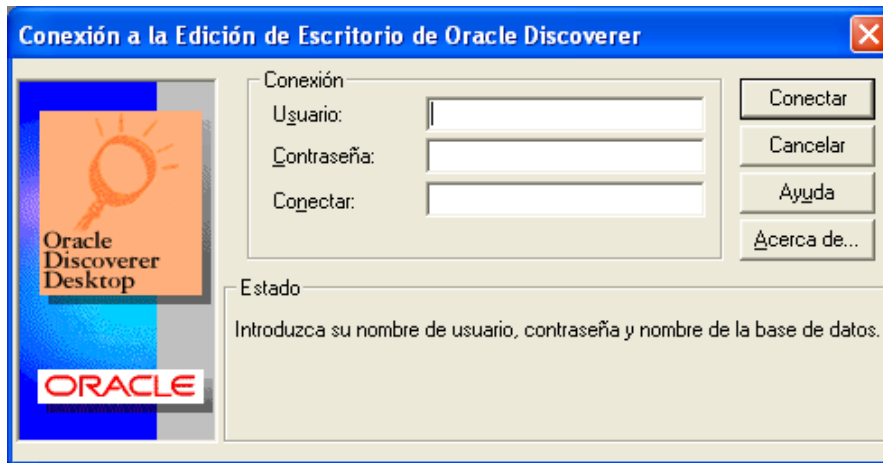 Conexión a la Edición de Escritorio de Oracle Discoverer
Conexión
Usuario:
Contraseña:
Conectar:
Conectar
Cancelar
Ayuda
Acerca de...
Oracle
Discoverer
Desktop
ORACLE
Estado
Introduzca su nombre de usuario, contraseña y nombre de la base de datos.